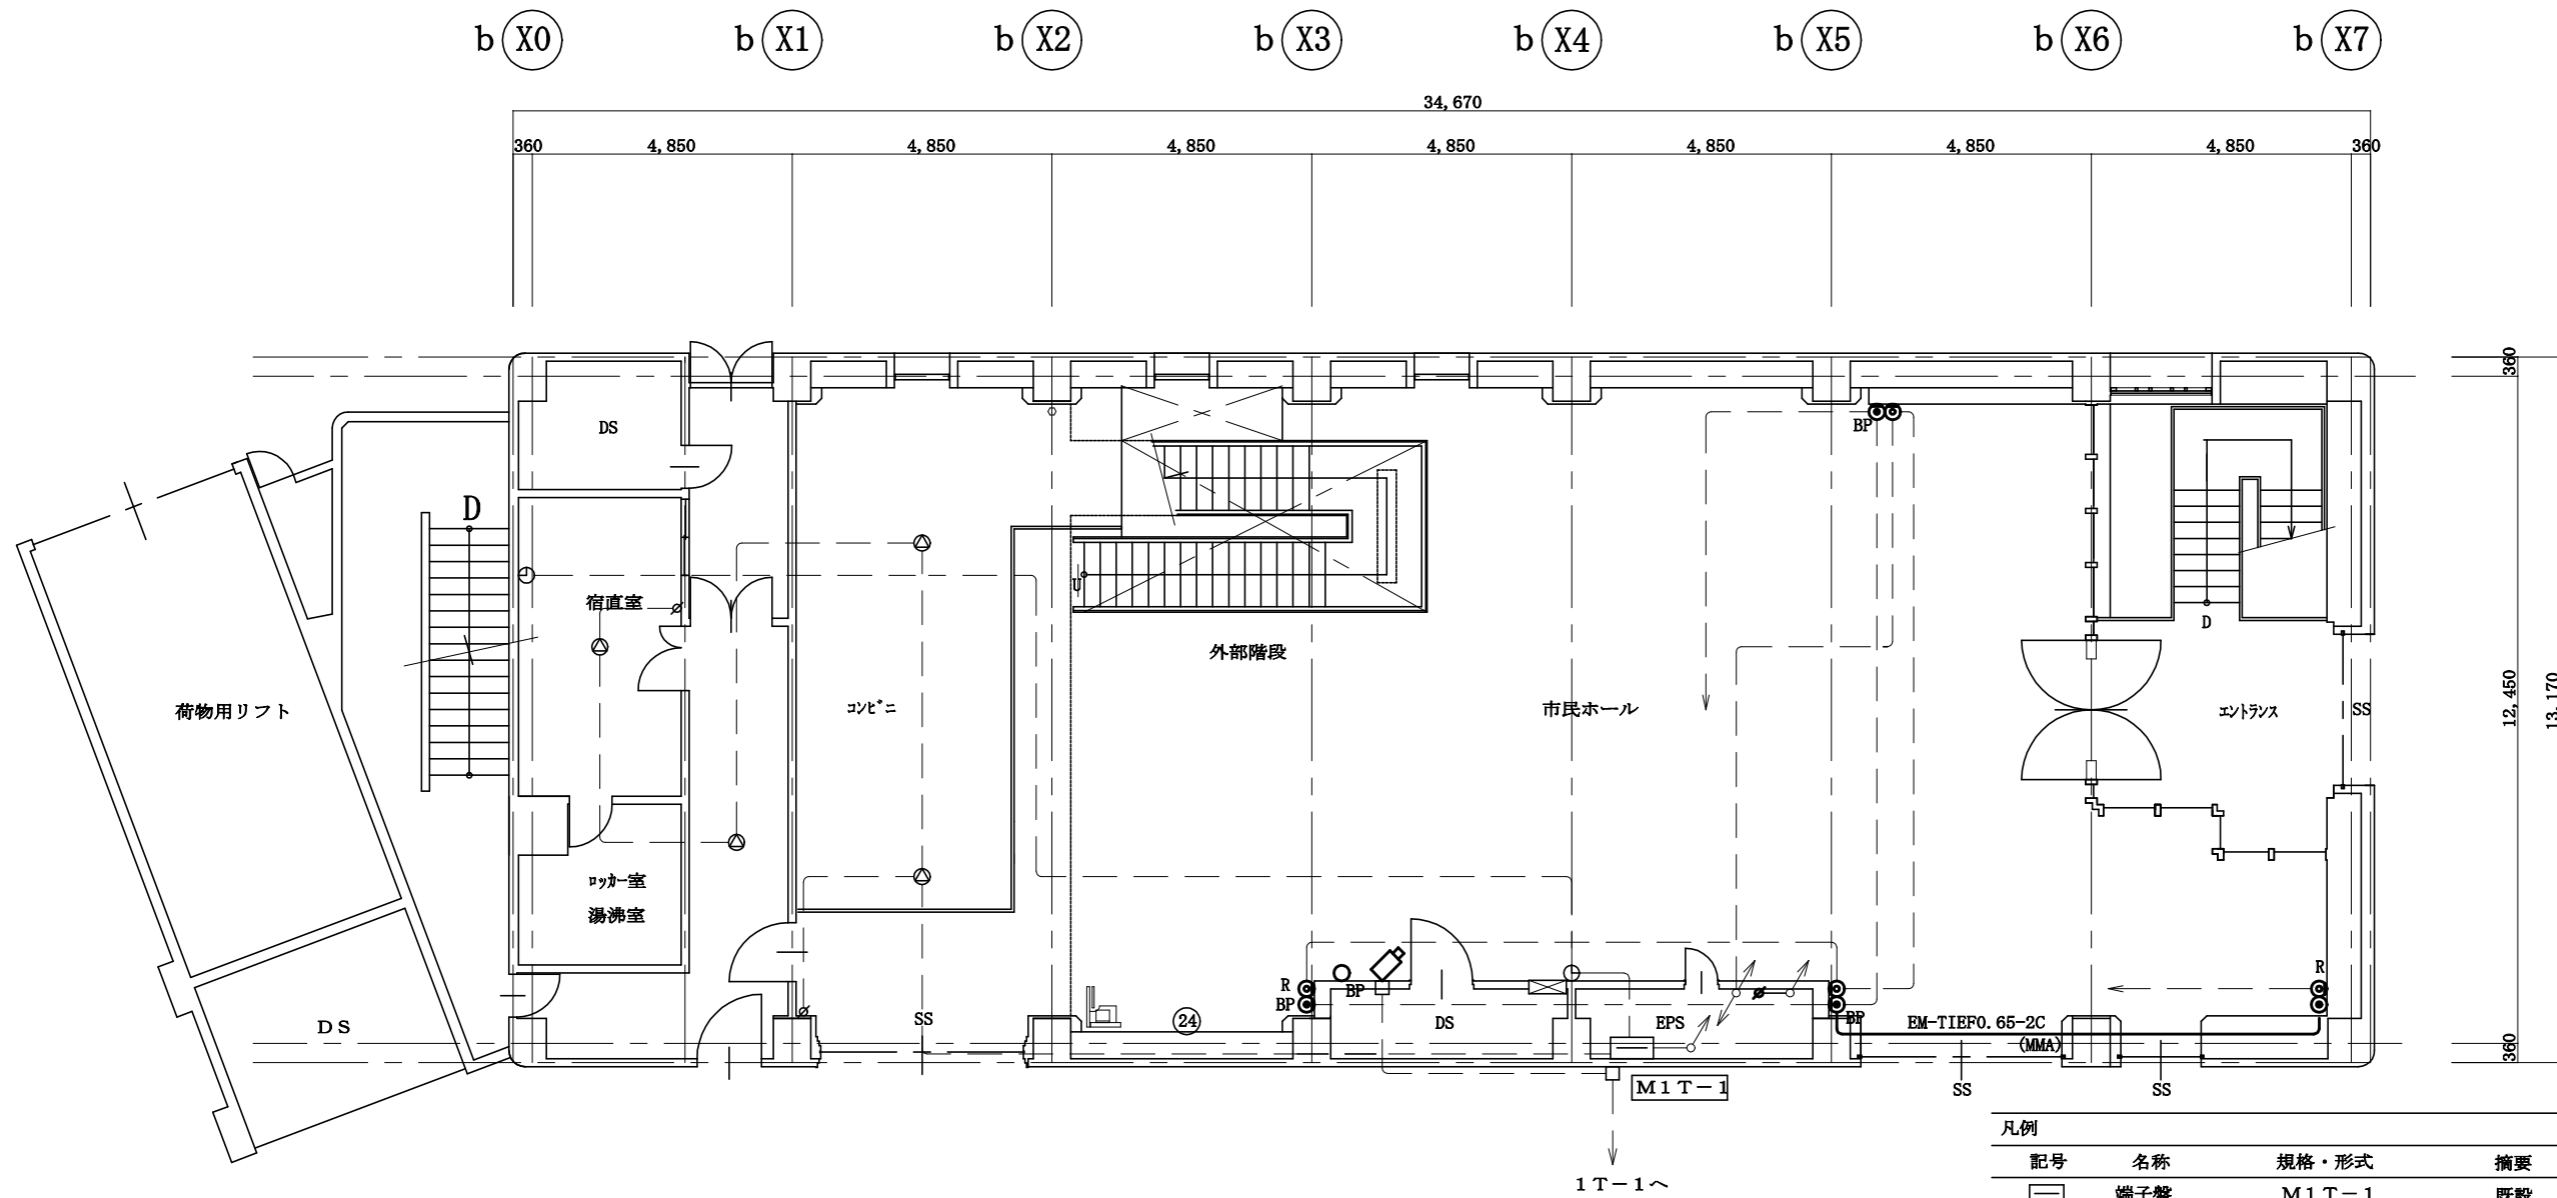 b X0 b X1 b X2 b X3 b X4 b X5 b X6 b X7
34,670
360 4,850 4,850 4,850 4,850 4,850 4,850 4,850 360
360
DS
D
宿直室
U
BP
D
外部階段
荷物用リフト
コンビニ
市民ホール
エントランス
SS
12,450
13,170
ロッカー室
湯沸室
R
BP
BP
R
DS
SS
24
DS
EPS
BP
EM-TIEF0.65-2C
(MMA)
360
M1T-1
SS
SS
1T-1へ
凡例
記号 名称 規格・形式 摘要
端子盤 M1T-1 既設